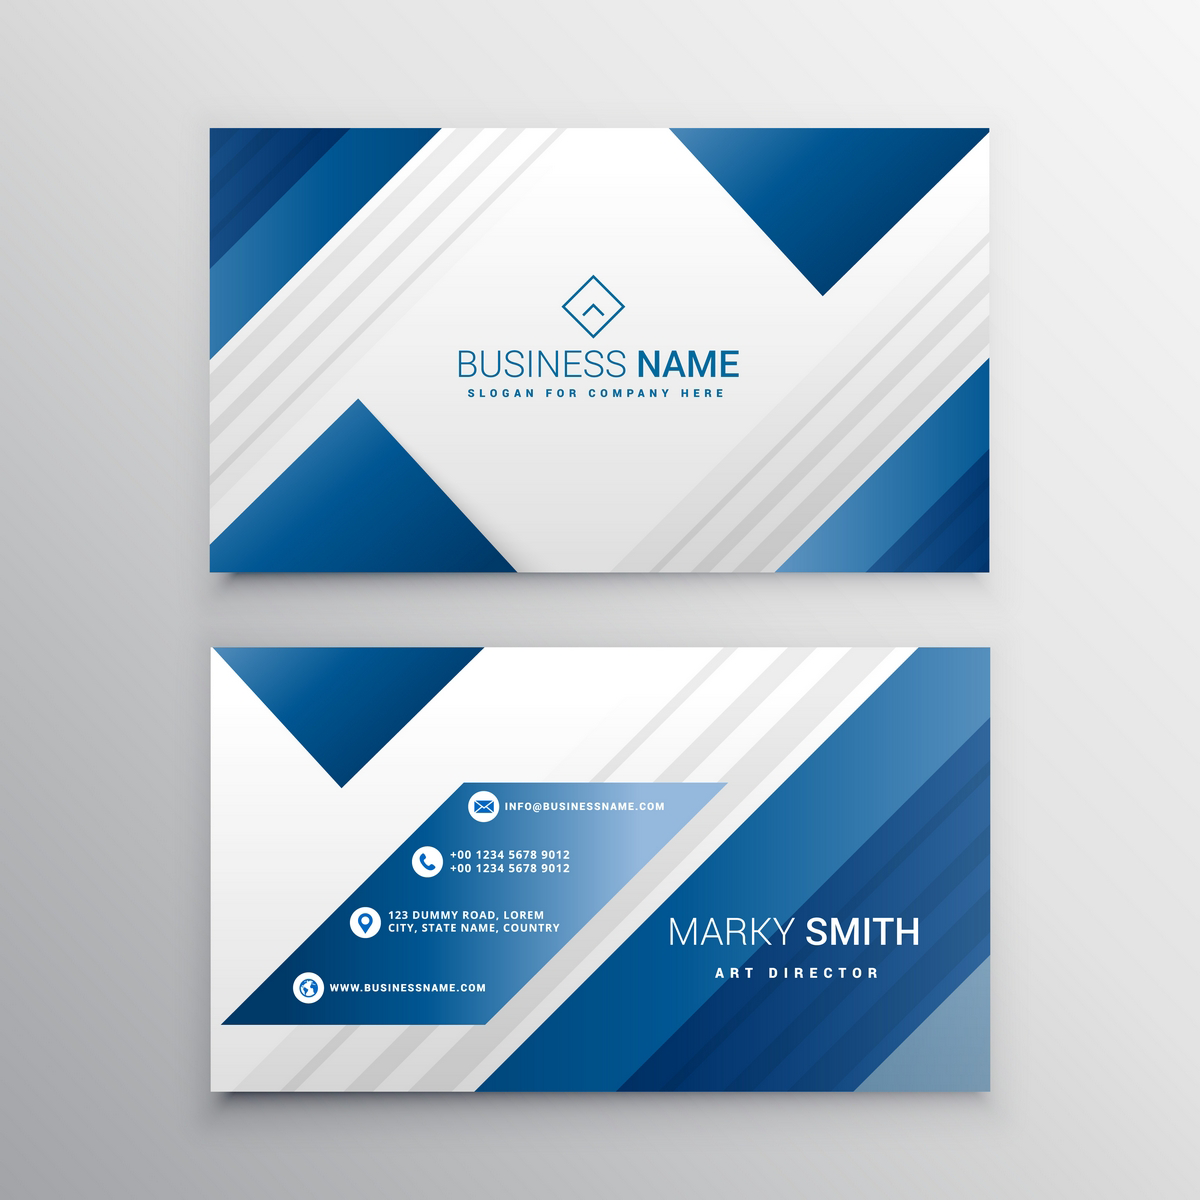 BUSINESS NAME
SLOGAN FOR COMPANY HERE
INFO@BUSINESSNAME.COM
+00 1234 5678 9012
+00 1234 5678 9012
123 DUMMY ROAD, LOREM
CITY, STATE NAME, COUNTRY
WWW.BUSINESSNAME.COM
MARKY SMITH
ART DIRECTOR